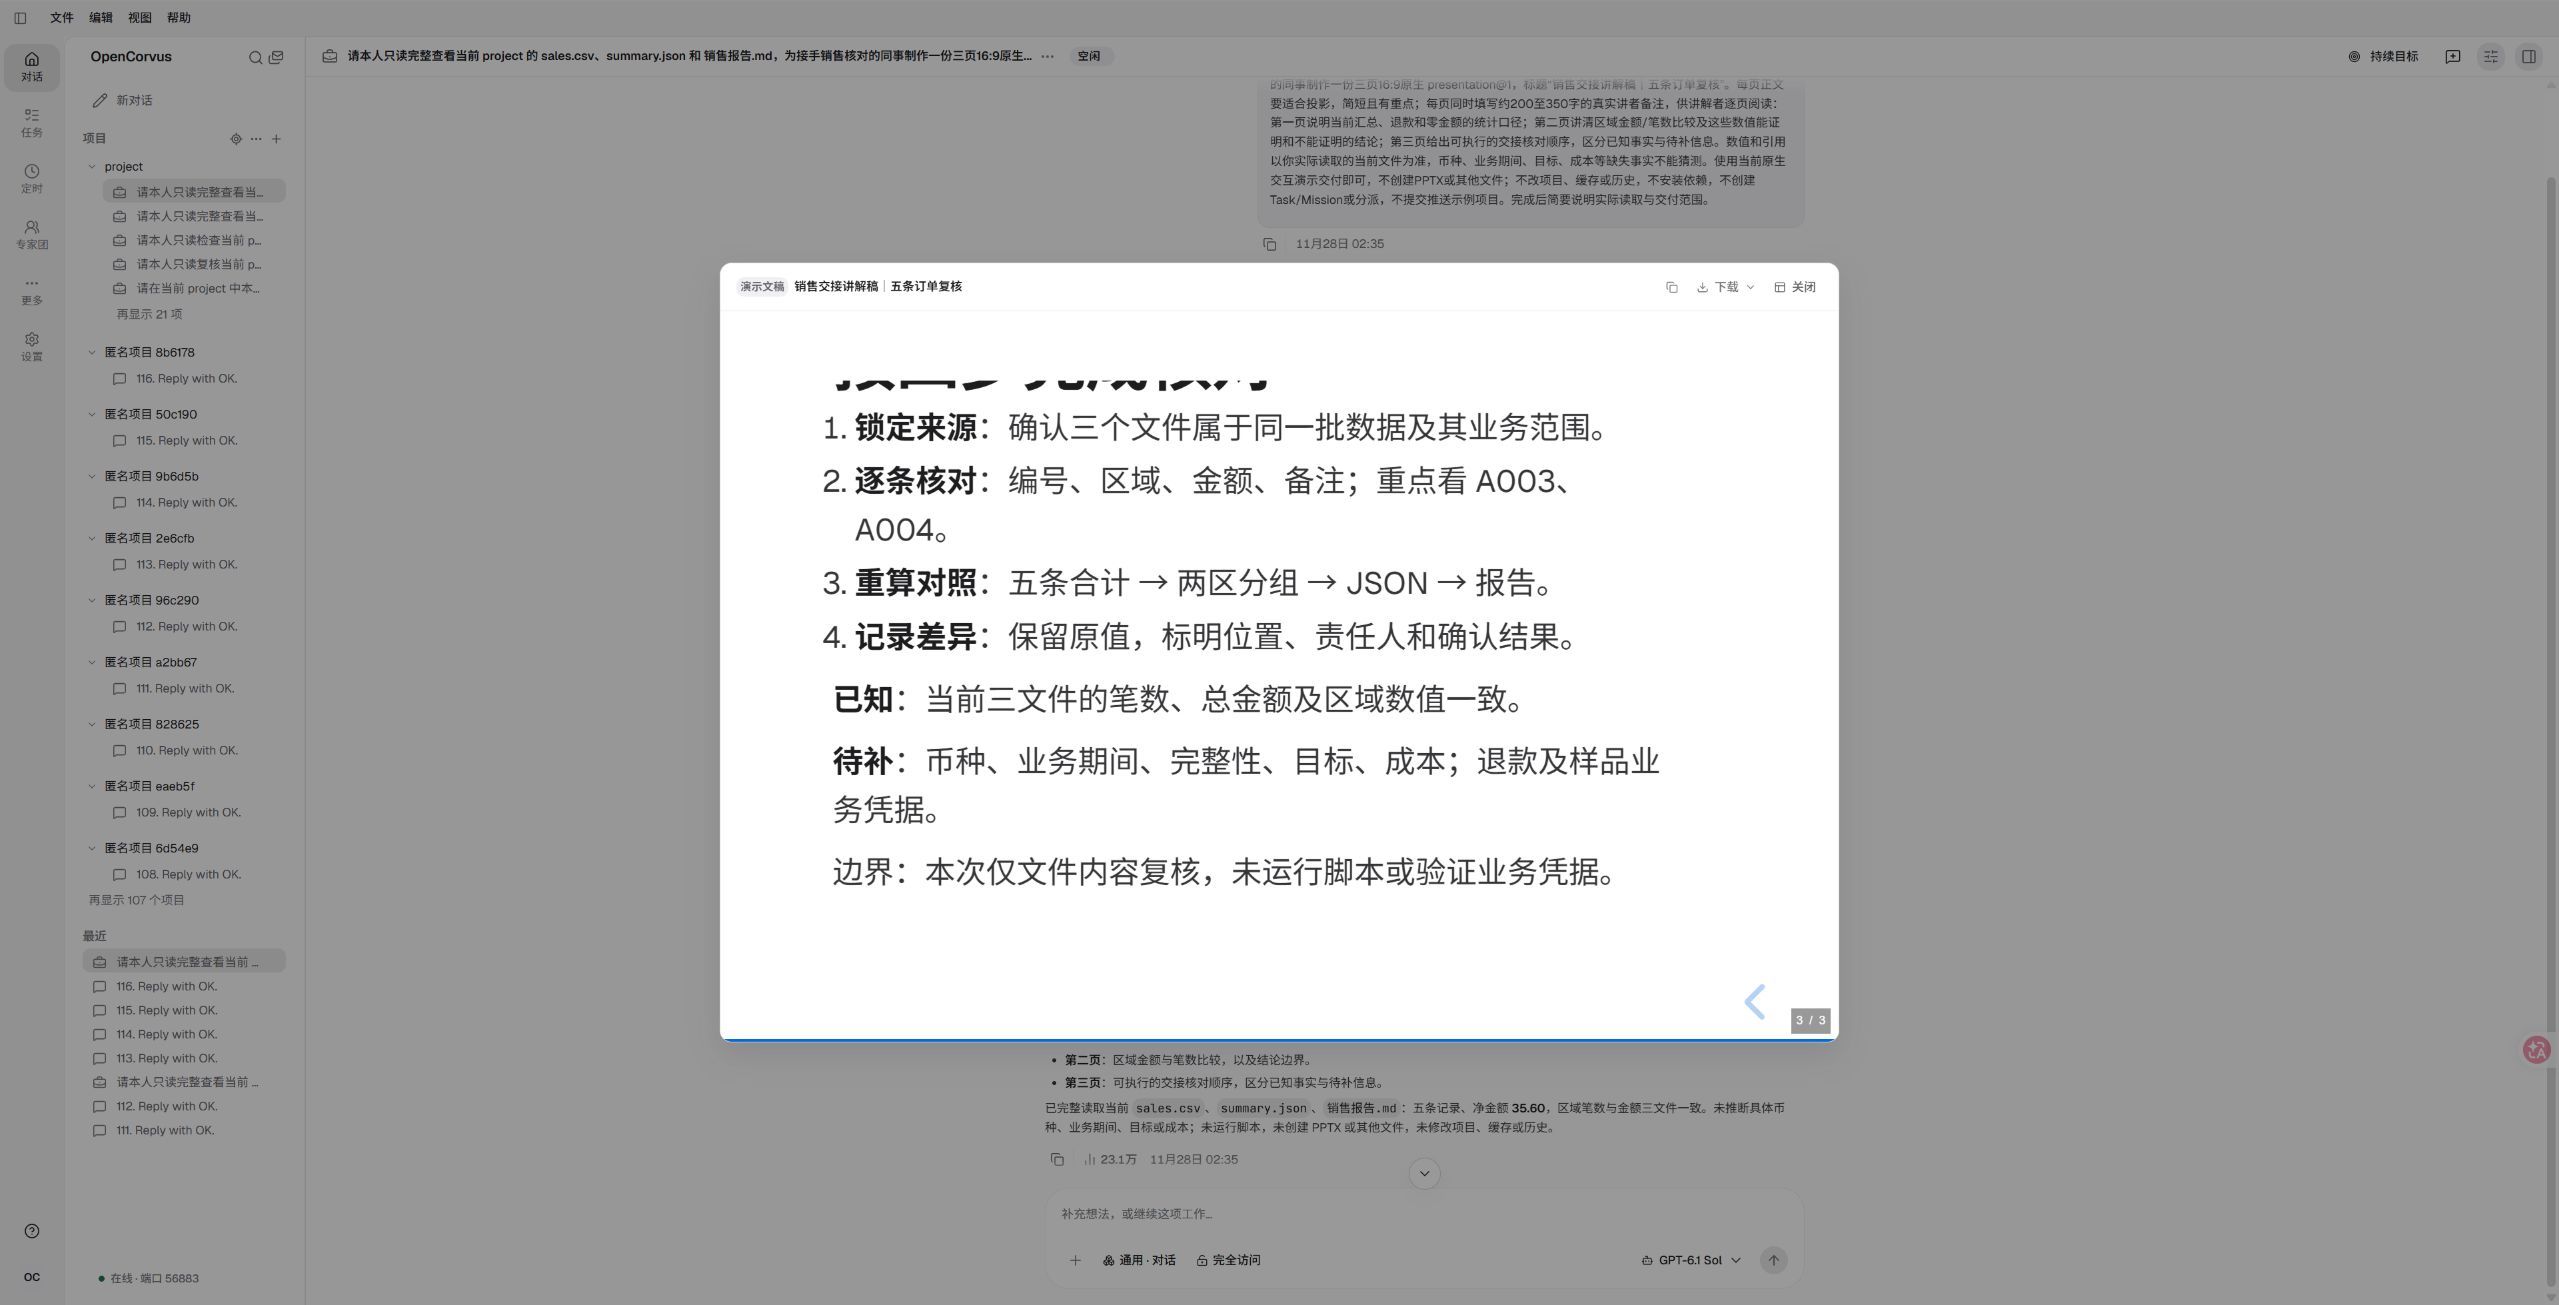 文件 编辑 视图 帮助
OpenCorvus
请本人只读完整查看当前 project 的 sales.csv、summary.json 和 销售报告.md，为接手销售核对的同事制作一份三页16:9原生...
空闲
持续目标
对话
任务
定时
专家团
更多
设置
新对话
项目
project
请本人只读完整查看当...
请本人只读完整查看当...
请本人只读检查当前 p...
请本人只读复核当前 p...
请在当前 project 中本...
再显示 21 项
匿名项目 8b6178
116. Reply with OK.
匿名项目 50c190
115. Reply with OK.
匿名项目 9b6d5b
114. Reply with OK.
匿名项目 2e6cfb
113. Reply with OK.
匿名项目 96c290
112. Reply with OK.
匿名项目 a2bb67
111. Reply with OK.
匿名项目 828625
110. Reply with OK.
匿名项目 eaeb5f
109. Reply with OK.
匿名项目 6d54e9
108. Reply with OK.
再显示 107 个项目
最近
请本人只读完整查看当前 ...
116. Reply with OK.
115. Reply with OK.
114. Reply with OK.
113. Reply with OK.
请本人只读完整查看当前 ...
112. Reply with OK.
111. Reply with OK.
OC
在线 · 端口 56883
的同事制作一份三页16:9原生 presentation@1，标题“销售交接讲解稿｜五条订单复核”。每页正文
要适合投影，简短且有重点；每页同时填写约200至350字的真实讲者备注，供讲解者逐页阅读：
第一页说明当前汇总、退款和零金额的统计口径；第二页讲清区域金额/笔数比较及这些数值能证
明和不能证明的结论；第三页给出可执行的交接核对顺序，区分已知事实与待补信息。数值和引用
以你实际读取的当前文件为准，币种、业务期间、目标、成本等缺失事实不能猜测。使用当前原生
交互演示交付即可，不创建PPTX或其他文件；不改项目、缓存或历史，不安装依赖，不创建
Task/Mission或分派，不提交推送示例项目。完成后简要说明实际读取与交付范围。
11月28日 02:35
演示文稿 销售交接讲解稿｜五条订单复核
下载
关闭
1. 锁定来源：确认三个文件属于同一批数据及其业务范围。
2. 逐条核对：编号、区域、金额、备注；重点看 A003、
A004。
3. 重算对照：五条合计 → 两区分组 → JSON → 报告。
4. 记录差异：保留原值，标明位置、责任人和确认结果。
已知：当前三文件的笔数、总金额及区域数值一致。
待补：币种、业务期间、完整性、目标、成本；退款及样品业
务凭据。
边界：本次仅文件内容复核，未运行脚本或验证业务凭据。
3 / 3
• 第二页：区域金额与笔数比较，以及结论边界。
• 第三页：可执行的交接核对顺序，区分已知事实与待补信息。
已完整读取当前 sales.csv、summary.json、销售报告.md：五条记录、净金额 35.60，区域笔数与金额三文件一致。未推断具体币
种、业务期间、目标或成本；未运行脚本，未创建 PPTX 或其他文件，未修改项目、缓存或历史。
23.1万 11月28日 02:35
补充想法，或继续这项工作...
通用 · 对话
完全访问
GPT-6.1 Sol